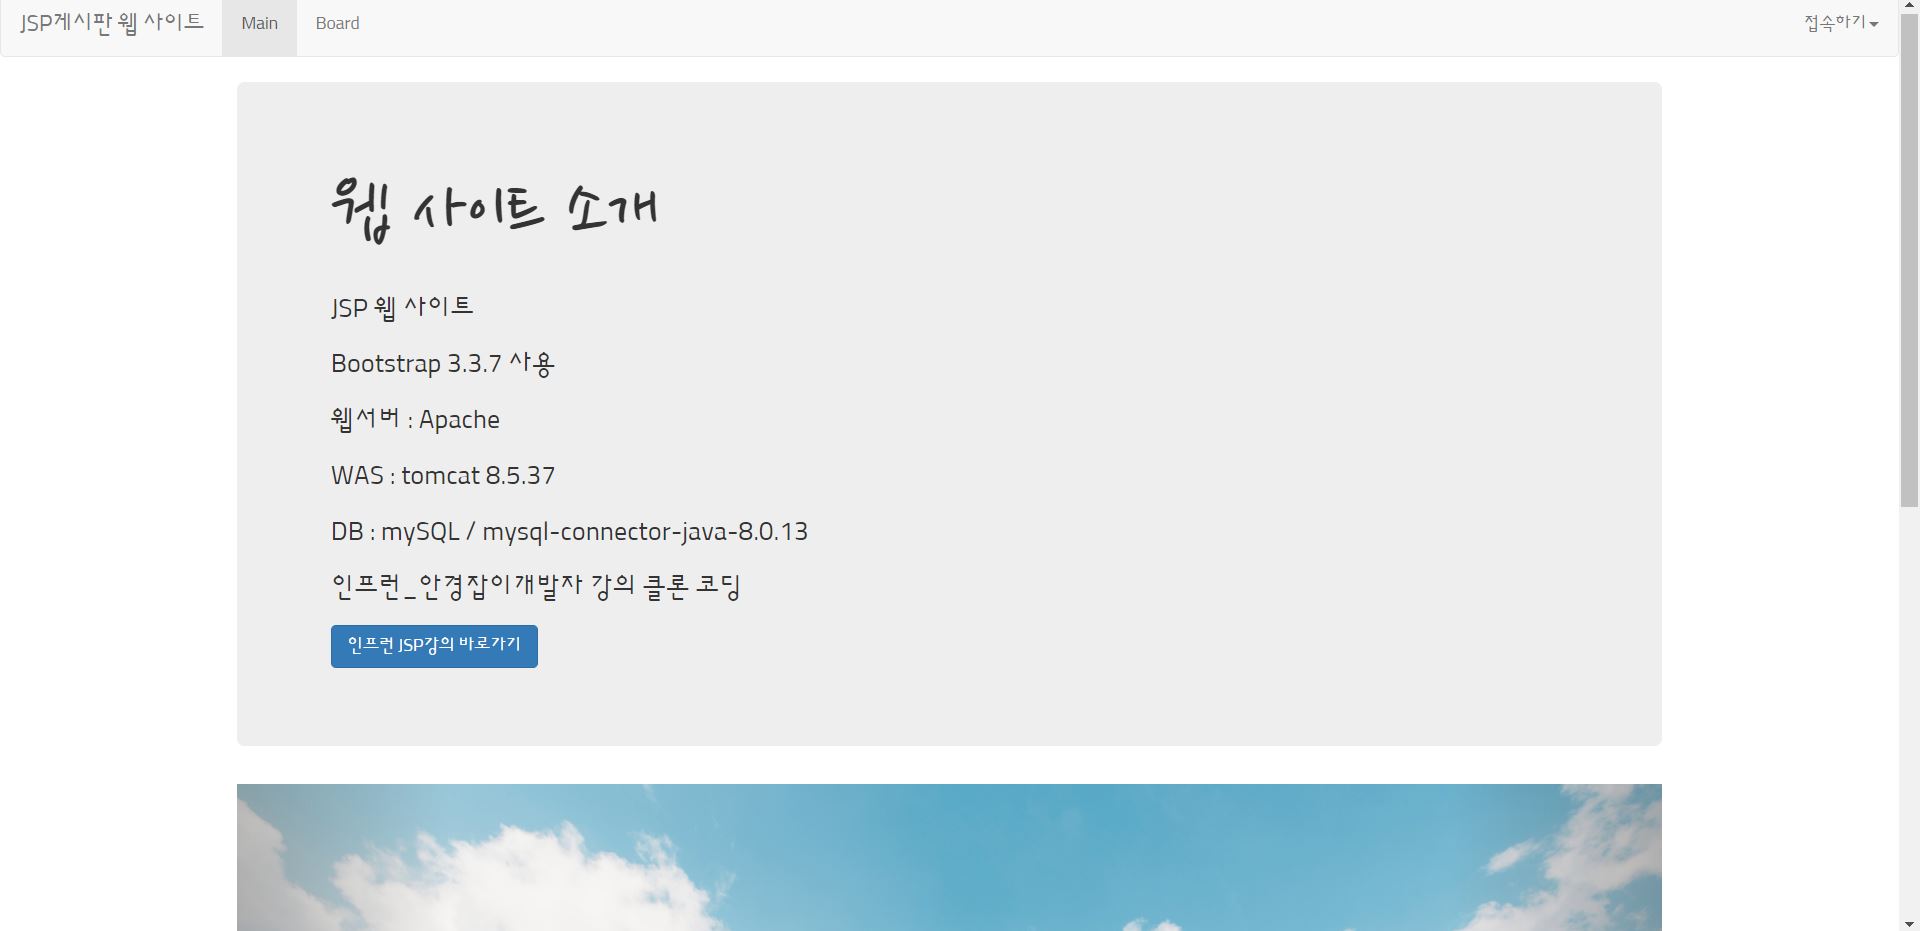 JSP게시판 웹 사이트 Main Board 접속하기
웹 사이트 소개
JSP 웹 사이트
Bootstrap 3.3.7 사용
웹서버 : Apache
WAS : tomcat 8.5.37
DB : mySQL / mysql-connector-java-8.0.13
인프런_안경잡이개발자 강의 클론 코딩
인프런 JSP강의 바로가기